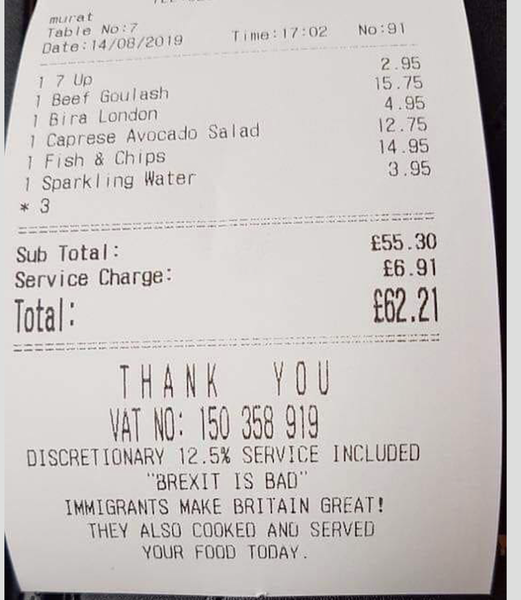 murat
Table No:7
Date:14/08/2019 Time:17:02 No:91
1 7 Up 2.95
1 Beef Goulash 15.75
1 Bira London 4.95
1 Caprese Avocado Salad 12.75
1 Fish & Chips 14.95
1 Sparkling Water 3.95
* 3
Sub Total: £55.30
Service Charge: £6.91
Total: £62.21
THANK YOU
VAT NO: 150 358 919
DISCRETIONARY 12.5% SERVICE INCLUDED
"BREXIT IS BAD"
IMMIGRANTS MAKE BRITAIN GREAT!
THEY ALSO COOKED AND SERVED
YOUR FOOD TODAY.